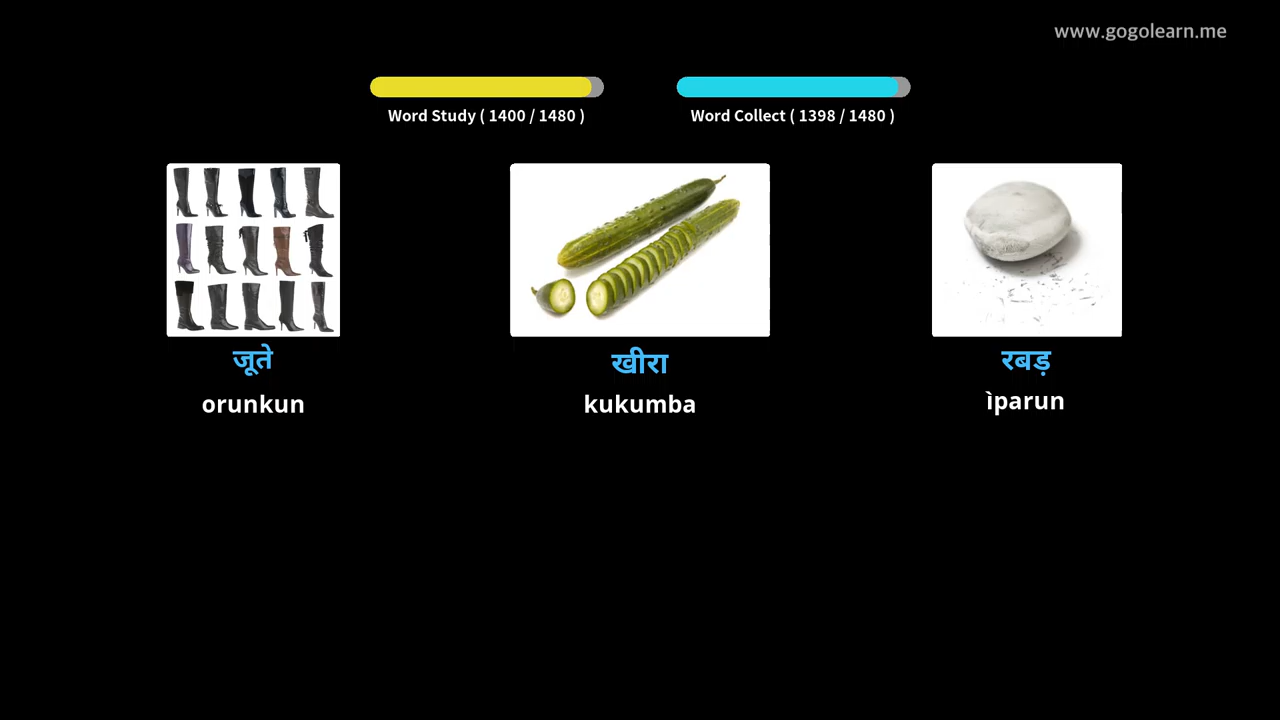 www.gogolearn.me
Word Study ( 1400 / 1480 )
Word Collect ( 1398 / 1480 )
जूते
खीरा
रबड़
orunkun
kukumba
ìparun